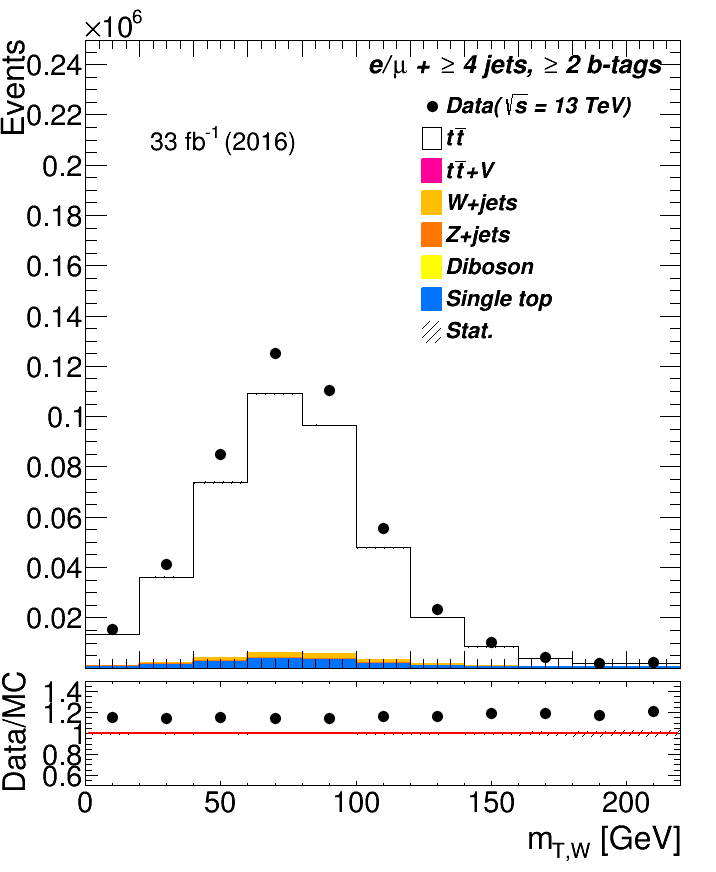 ×10⁶
Events
0.24
0.22
0.2
0.18
0.16
0.14
0.12
0.1
0.08
0.06
0.04
0.02
e/μ + ≥ 4 jets, ≥ 2 b-tags
33 fb⁻¹ (2016)
Data(√s = 13 TeV)
tt̅
tt̅+V
W+jets
Z+jets
Diboson
Single top
Stat.
Data/MC
1.4
1.2
1
0.8
0.6
0 50 100 150 200
m_T,W [GeV]